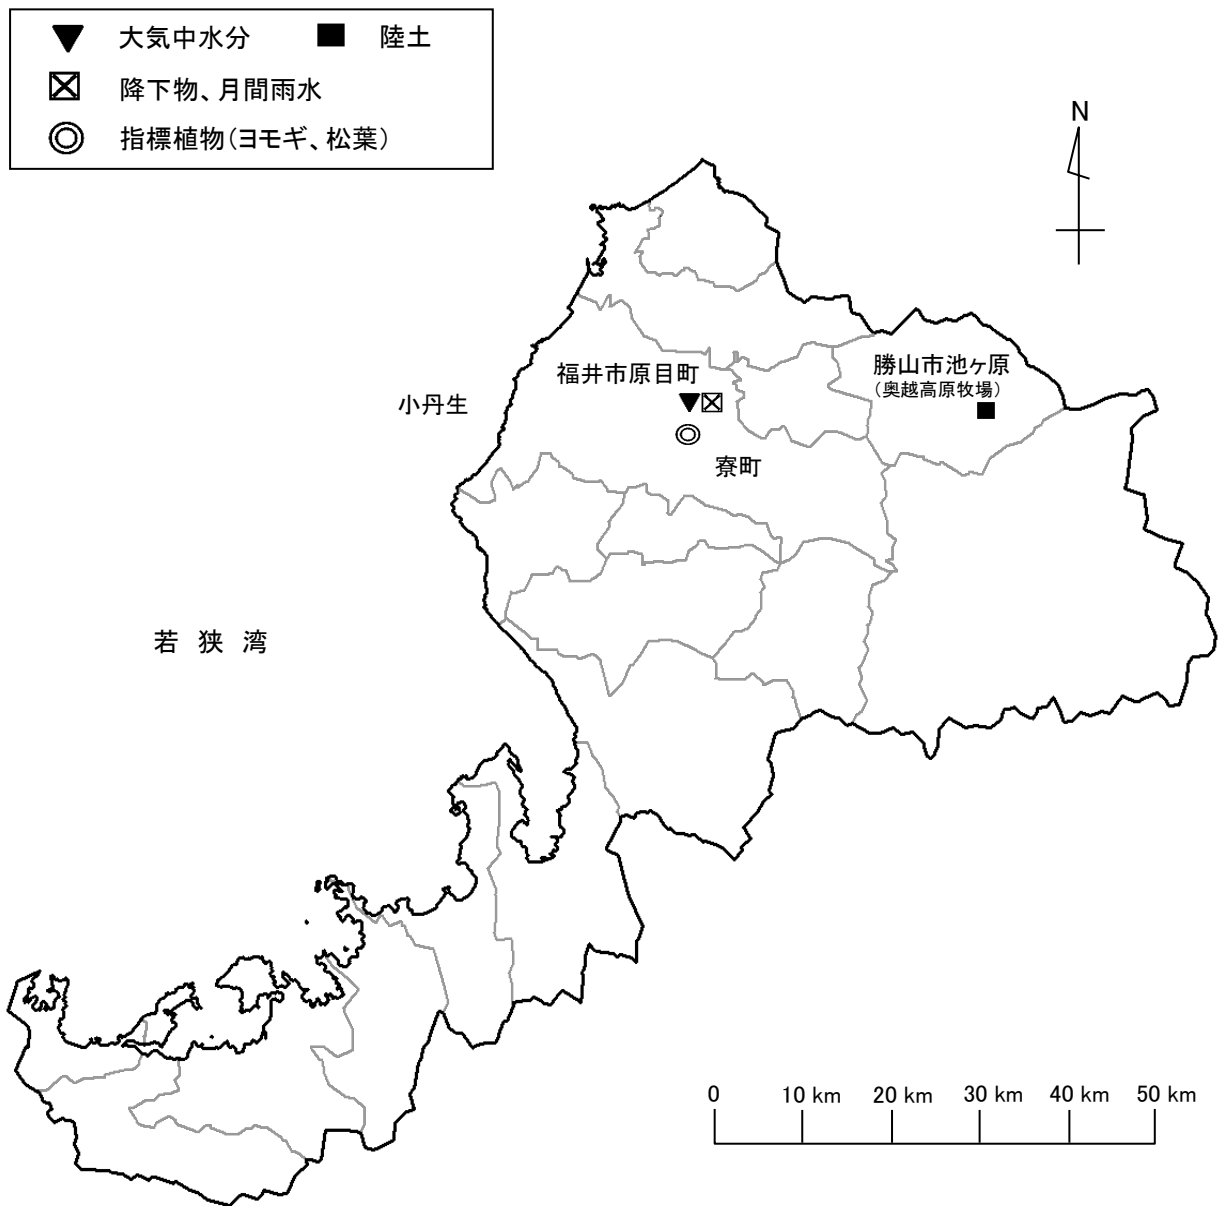 大気中水分 陸土
降下物、月間雨水
指標植物(ヨモギ、松葉)
N
福井市原目町
勝山市池ヶ原
(奥越高原牧場)
小丹生
寮町
若 狭 湾
0 10 km 20 km 30 km 40 km 50 km